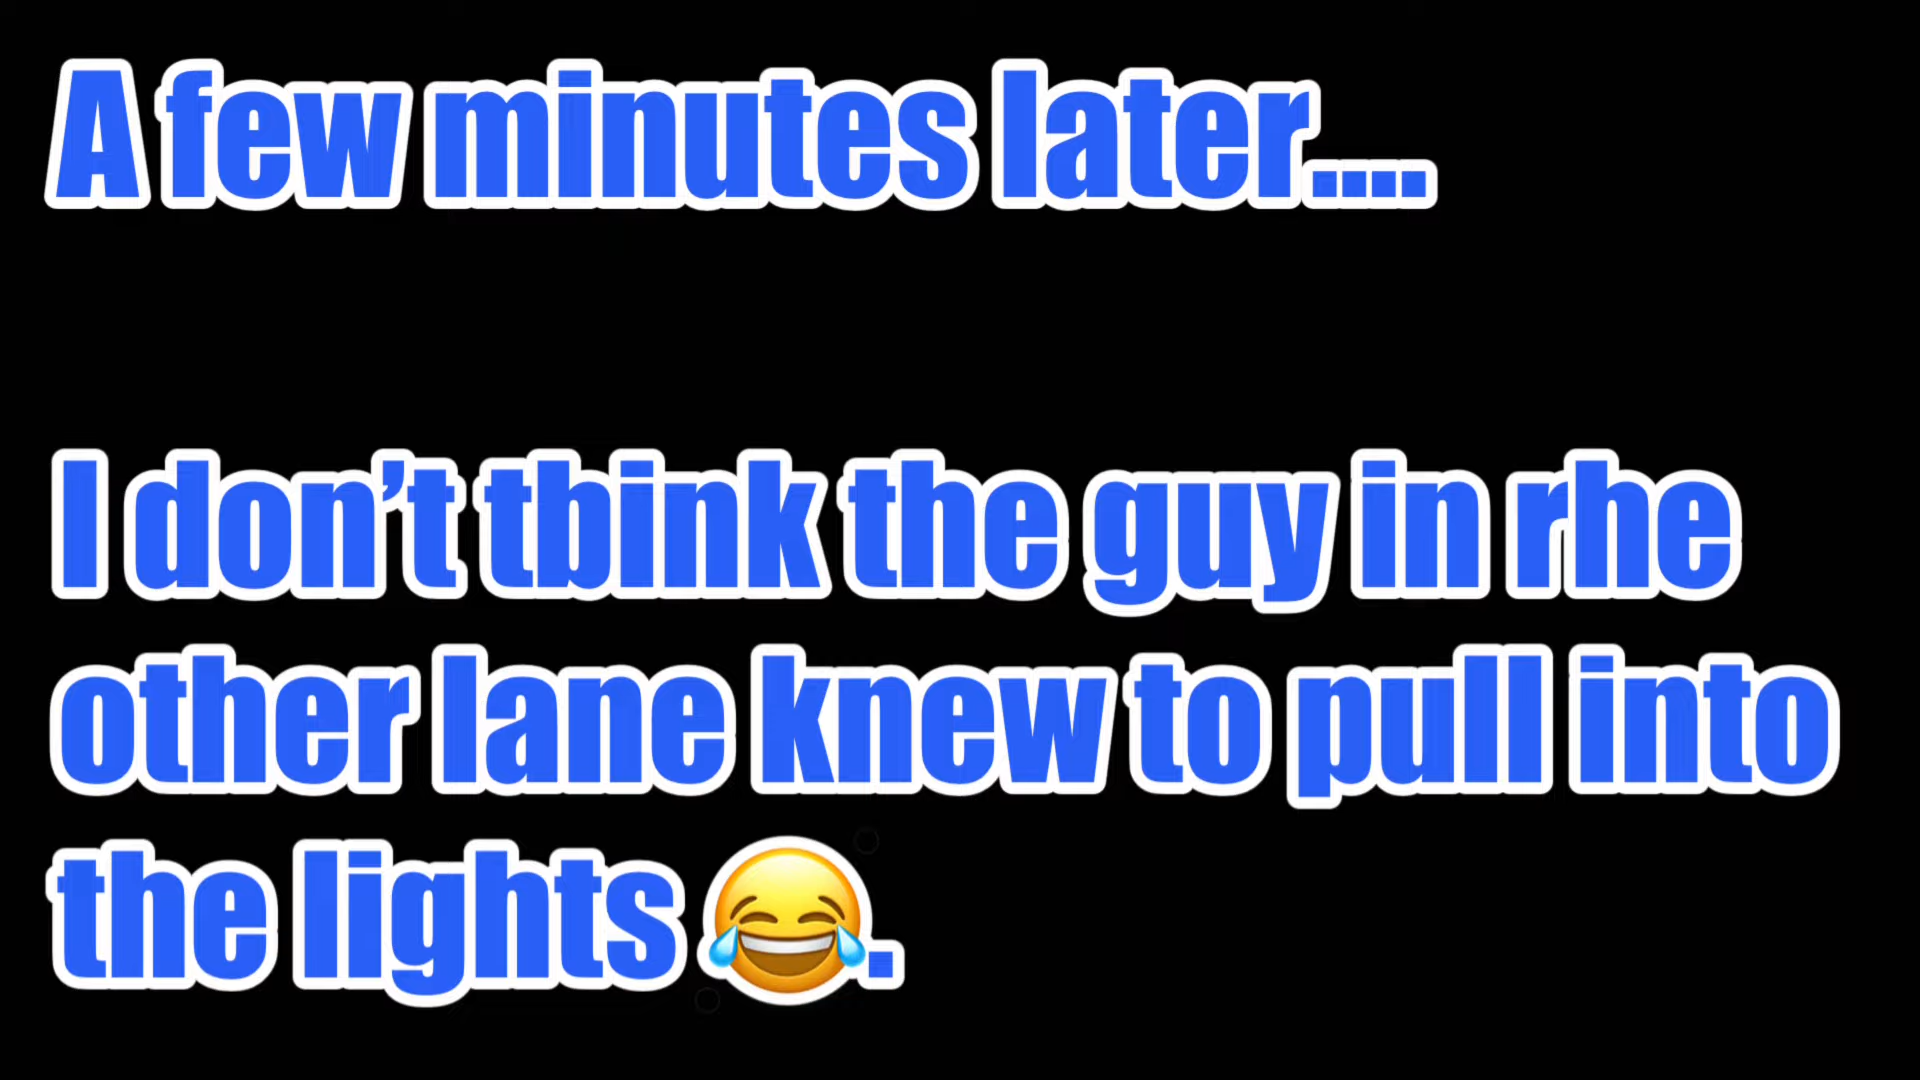 A few minutes later....
I don’t tbink the guy in rhe
other lane knew to pull into
the lights 😂.